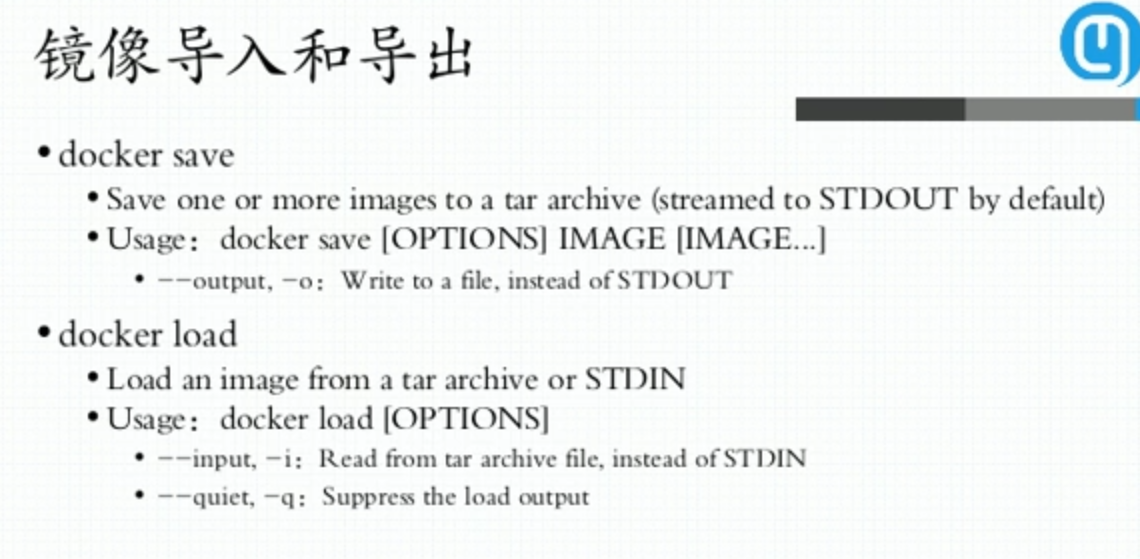 镜像导入和导出
•docker save
•Save one or more images to a tar archive (streamed to STDOUT by default)
•Usage：docker save [OPTIONS] IMAGE [IMAGE...]
•--output, -o：Write to a file, instead of STDOUT
•docker load
•Load an image from a tar archive or STDIN
•Usage：docker load [OPTIONS]
•--input, -i：Read from tar archive file, instead of STDIN
•--quiet, -q：Suppress the load output